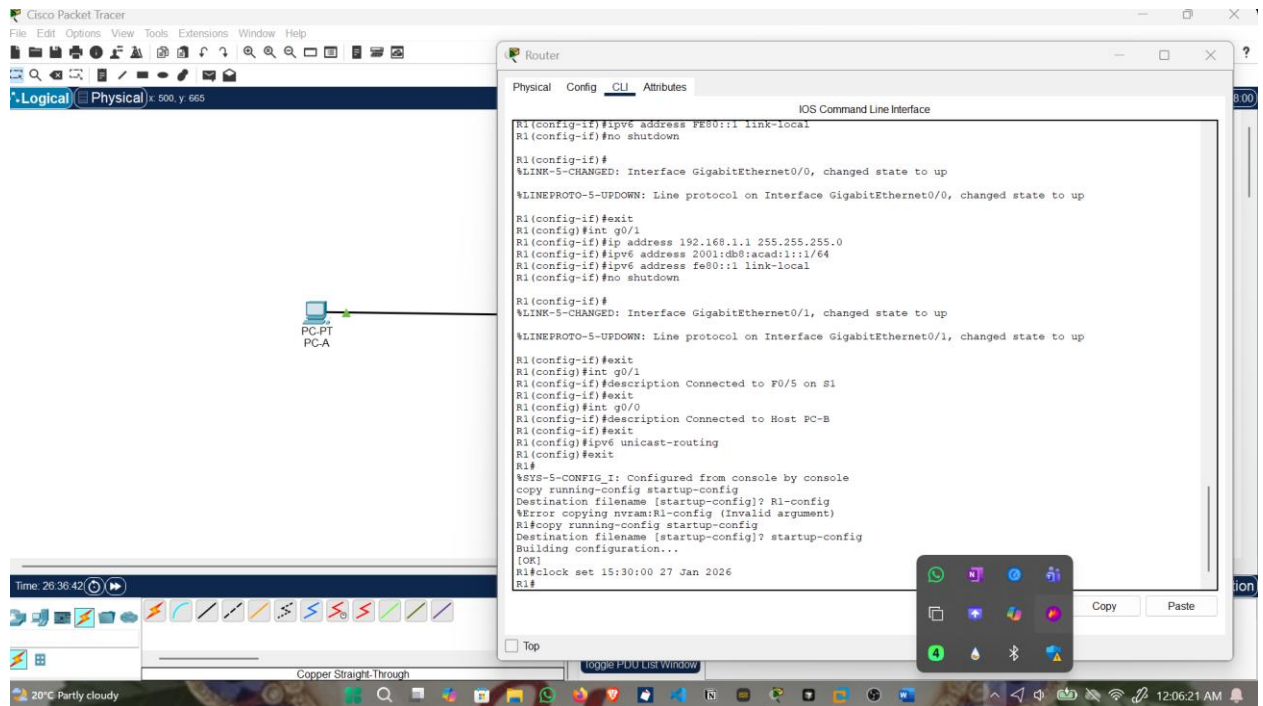 Cisco Packet Tracer
File Edit Options View Tools Extensions Window Help
Logical Physical x: 500, y: 665
8:00
?
PC-PT
PC-A
Router
Physical Config CLI Attributes
IOS Command Line Interface
R1(config-if)#ipv6 address FE80::1 link-local
R1(config-if)#no shutdown
R1(config-if)#
%LINK-5-CHANGED: Interface GigabitEthernet0/0, changed state to up
%LINEPROTO-5-UPDOWN: Line protocol on Interface GigabitEthernet0/0, changed state to up
R1(config-if)#exit
R1(config)#int g0/1
R1(config-if)#ip address 192.168.1.1 255.255.255.0
R1(config-if)#ipv6 address 2001:db8:acad:1::1/64
R1(config-if)#ipv6 address fe80::1 link-local
R1(config-if)#no shutdown
R1(config-if)#
%LINK-5-CHANGED: Interface GigabitEthernet0/1, changed state to up
%LINEPROTO-5-UPDOWN: Line protocol on Interface GigabitEthernet0/1, changed state to up
R1(config-if)#exit
R1(config)#int g0/1
R1(config-if)#description Connected to F0/5 on S1
R1(config-if)#exit
R1(config)#int g0/0
R1(config-if)#description Connected to Host PC-B
R1(config-if)#exit
R1(config)#ipv6 unicast-routing
R1(config)#exit
R1#
%SYS-5-CONFIG_I: Configured from console by console
copy running-config startup-config
Destination filename [startup-config]? R1-config
%Error copying nvram:R1-config (Invalid argument)
R1#copy running-config startup-config
Destination filename [startup-config]? startup-config
Building configuration...
[OK]
R1#clock set 15:30:00 27 Jan 2026
R1#
Copy Paste
Top
Time: 26:36:42
tion
4
Copper Straight-Through
Toggle PDU List Window
20°C Partly cloudy
12:06:21 AM